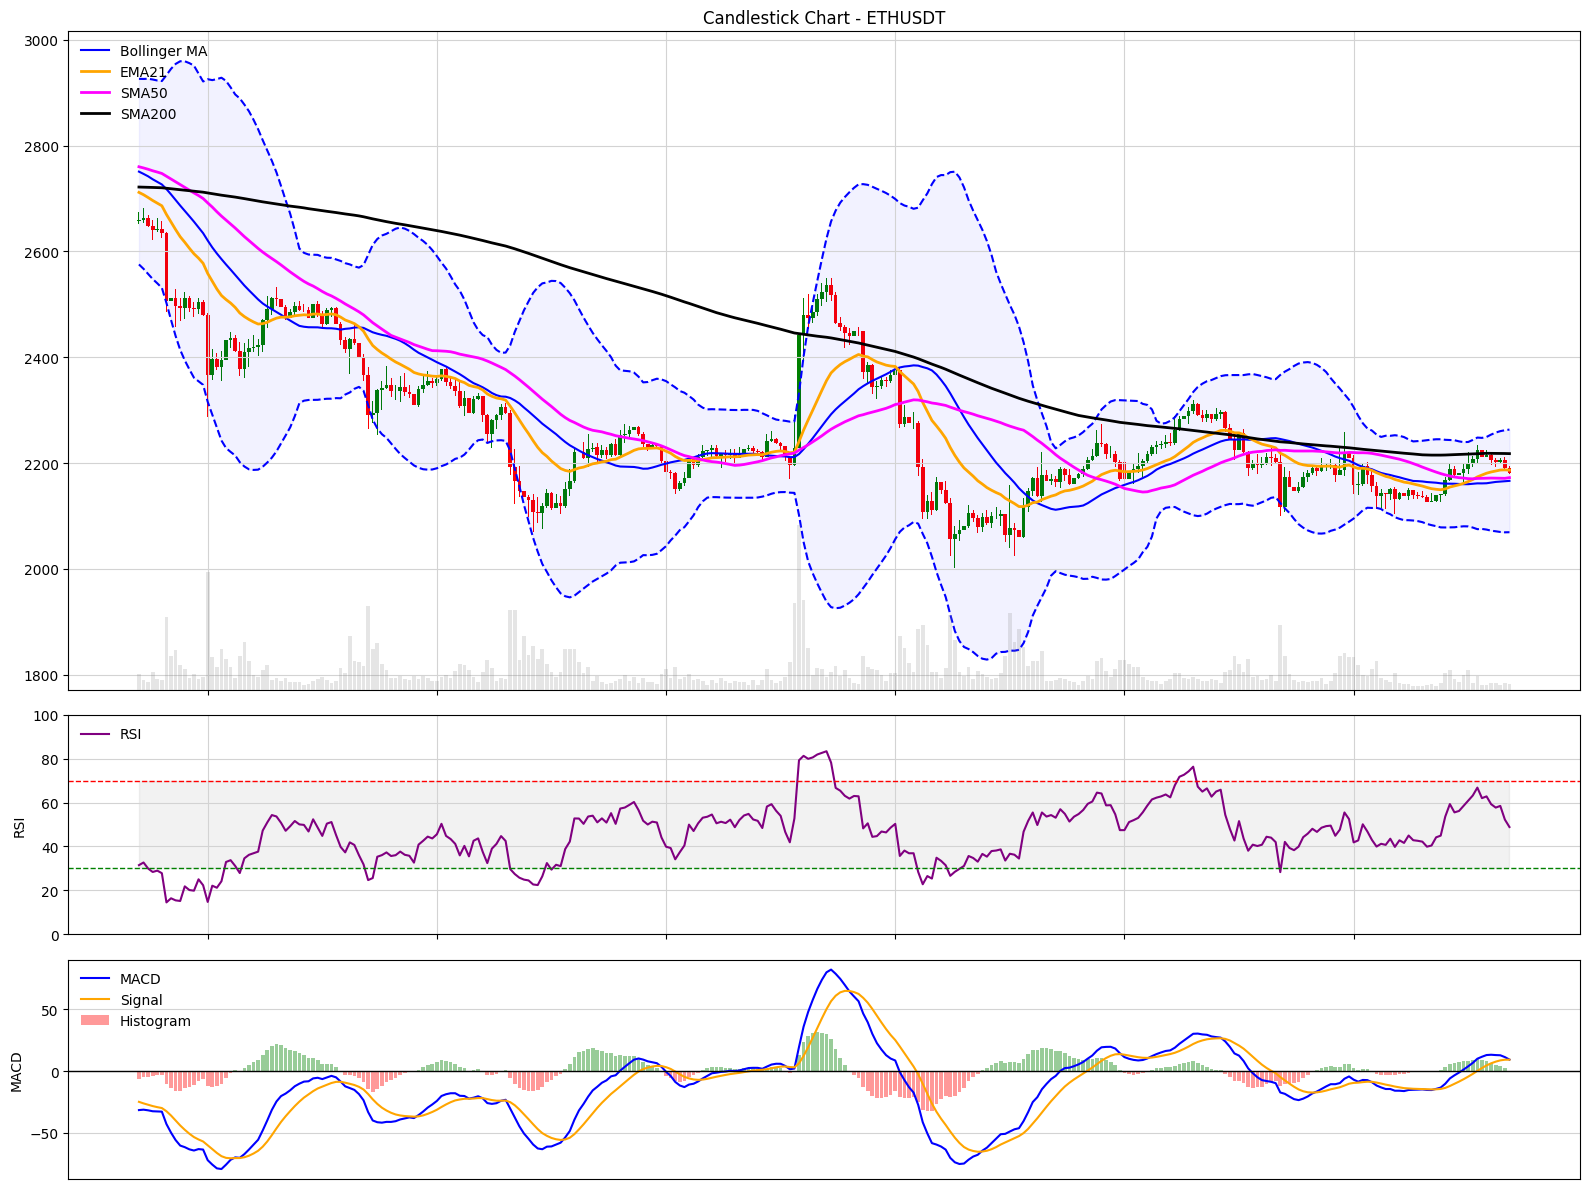 Candlestick Chart - ETHUSDT
3000
2800
2600
2400
2200
2000
1800
Bollinger MA
EMA21
SMA50
SMA200
100
80
60
40
20
0
RSI
RSI
50
0
−50
MACD
MACD
Signal
Histogram